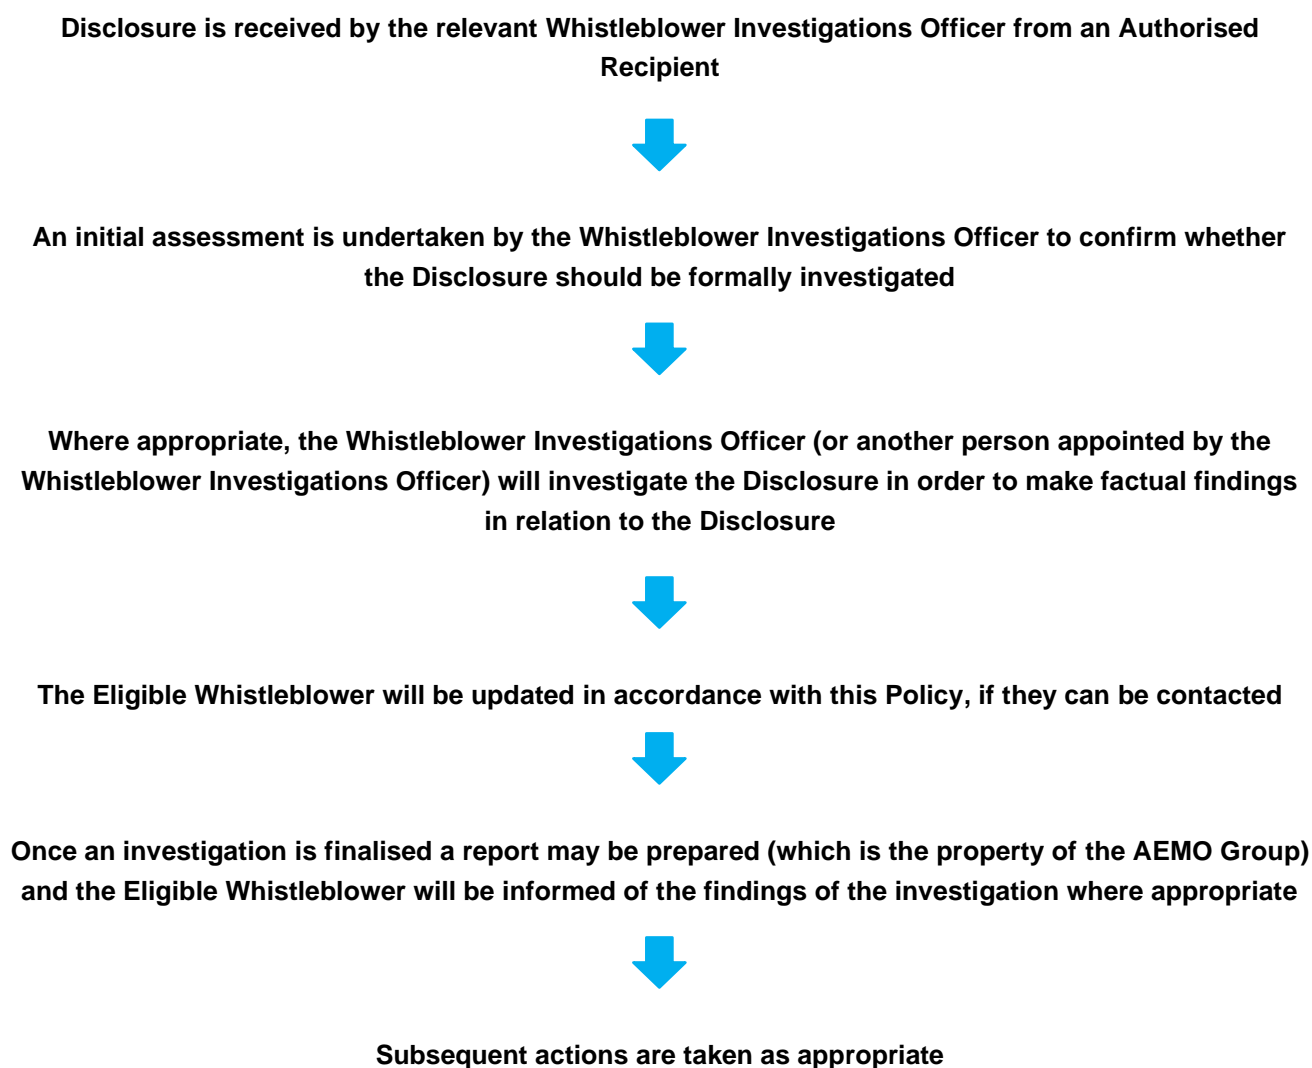 Disclosure is received by the relevant Whistleblower Investigations Officer from an Authorised
Recipient
An initial assessment is undertaken by the Whistleblower Investigations Officer to confirm whether
the Disclosure should be formally investigated
Where appropriate, the Whistleblower Investigations Officer (or another person appointed by the
Whistleblower Investigations Officer) will investigate the Disclosure in order to make factual findings
in relation to the Disclosure
The Eligible Whistleblower will be updated in accordance with this Policy, if they can be contacted
Once an investigation is finalised a report may be prepared (which is the property of the AEMO Group)
and the Eligible Whistleblower will be informed of the findings of the investigation where appropriate
Subsequent actions are taken as appropriate